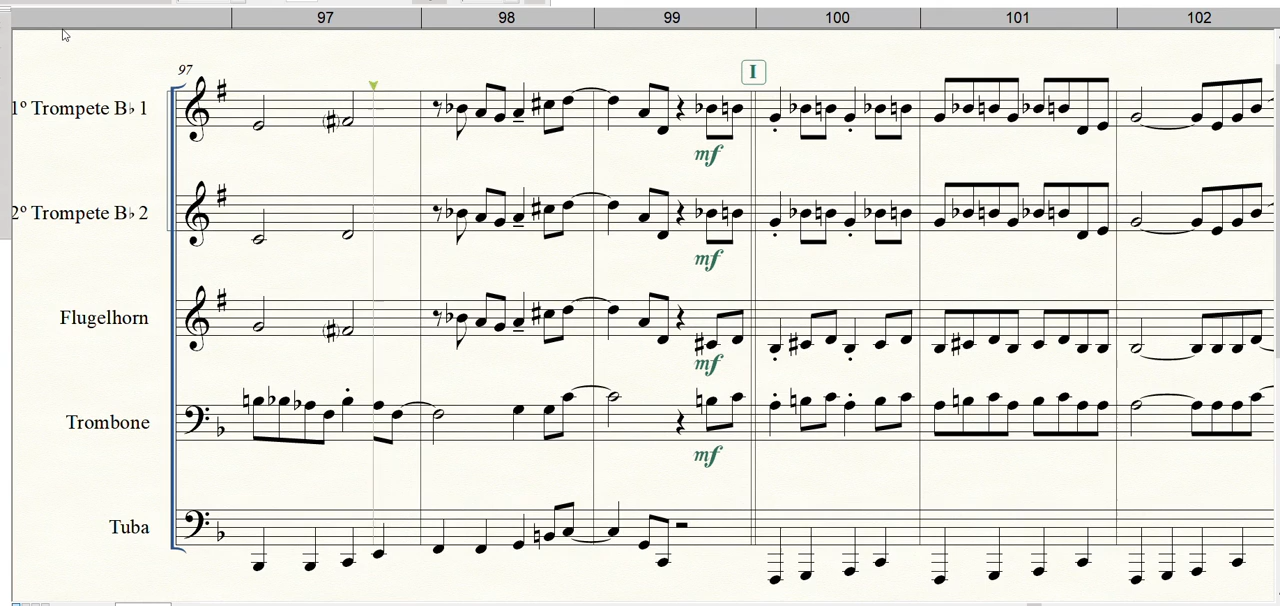 97 98 99 100 101 102
97
I
1º Trompete B♭ 1
mf
2º Trompete B♭ 2
mf
Flugelhorn
mf
Trombone
mf
Tuba